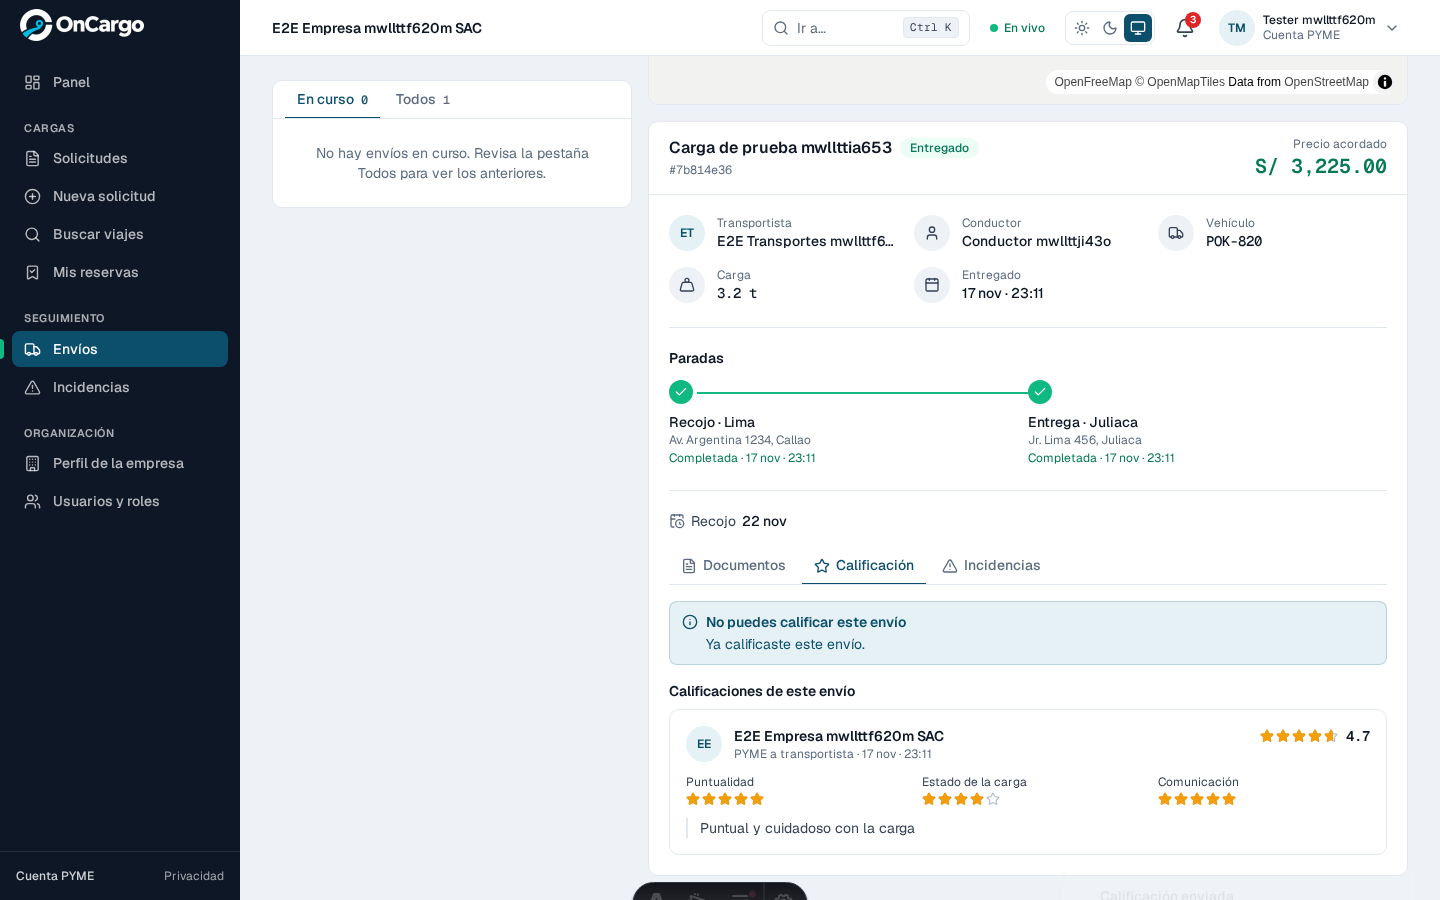 OnCargo
E2E Empresa mwllttf620m SAC
Ir a...
Ctrl K
En vivo
3
TM
Tester mwllttf620m
Cuenta PYME
Panel
CARGAS
Solicitudes
Nueva solicitud
Buscar viajes
Mis reservas
SEGUIMIENTO
Envíos
Incidencias
ORGANIZACIÓN
Perfil de la empresa
Usuarios y roles
Cuenta PYME
Privacidad
En curso 0
Todos 1
No hay envíos en curso. Revisa la pestaña
Todos para ver los anteriores.
OpenFreeMap © OpenMapTiles Data from OpenStreetMap
Carga de prueba mwllttia653
Entregado
#7b814e36
Precio acordado
S/ 3,225.00
ET
Transportista
E2E Transportes mwllttf6...
Conductor
Conductor mwllttji43o
Vehículo
POK-820
Carga
3.2 t
Entregado
17 nov · 23:11
Paradas
Recojo · Lima
Av. Argentina 1234, Callao
Completada · 17 nov · 23:11
Entrega · Juliaca
Jr. Lima 456, Juliaca
Completada · 17 nov · 23:11
Recojo 22 nov
Documentos
Calificación
Incidencias
No puedes calificar este envío
Ya calificaste este envío.
Calificaciones de este envío
EE
E2E Empresa mwllttf620m SAC
PYME a transportista · 17 nov · 23:11
4.7
Puntualidad
Estado de la carga
Comunicación
Puntual y cuidadoso con la carga
Calificación enviada